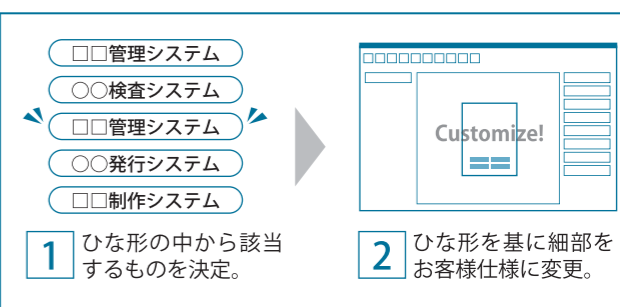 □□管理システム
○○検査システム
□□管理システム
○○発行システム
□□制作システム
□□□□□□□□□□
Customize!
1 ひな形の中から該当
するものを決定。
2 ひな形を基に細部を
お客様仕様に変更。